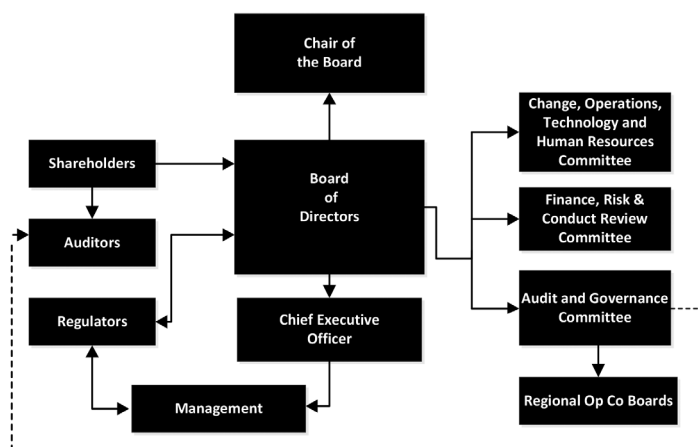 Chair of
the Board
Change, Operations,
Technology and
Human Resources
Committee
Shareholders
Board
of
Directors
Finance, Risk &
Conduct Review
Committee
Auditors
Audit and Governance
Committee
Regulators
Chief Executive
Officer
Regional Op Co Boards
Management